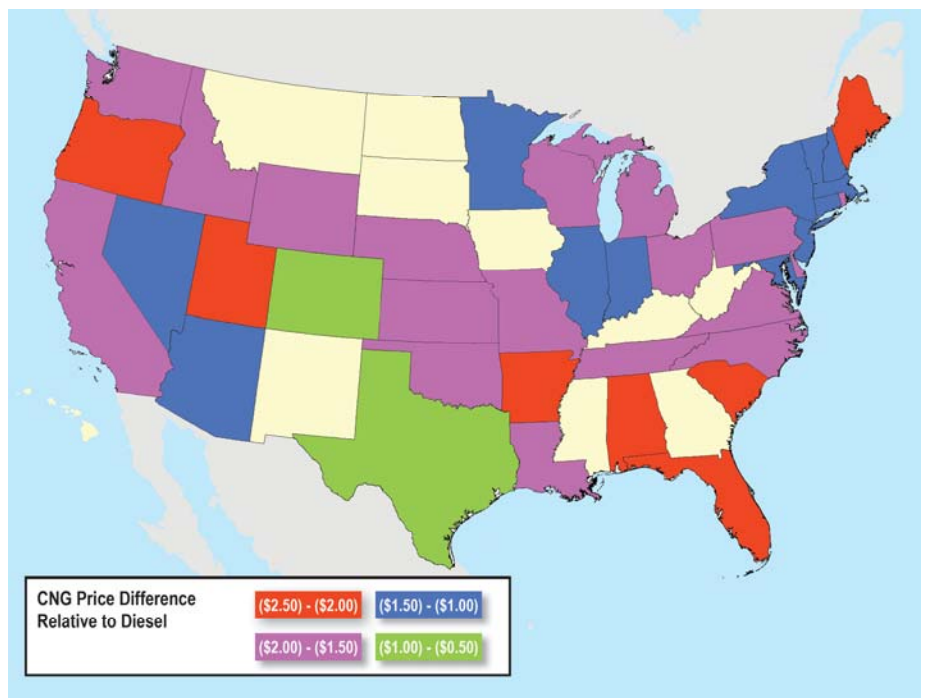 CNG Price Difference
Relative to Diesel
($2.50) - ($2.00)
($1.50) - ($1.00)
($2.00) - ($1.50)
($1.00) - ($0.50)